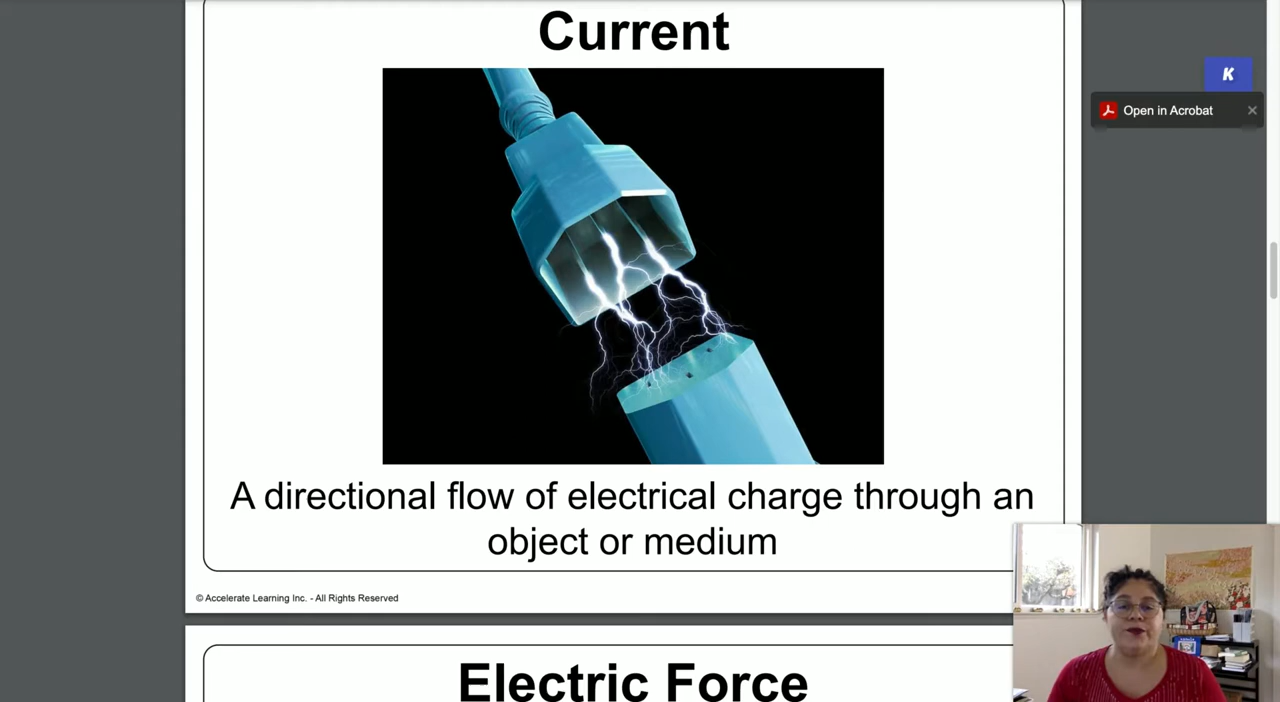 Current
K
Open in Acrobat
A directional flow of electrical charge through an
object or medium
© Accelerate Learning Inc. - All Rights Reserved
Electric Force